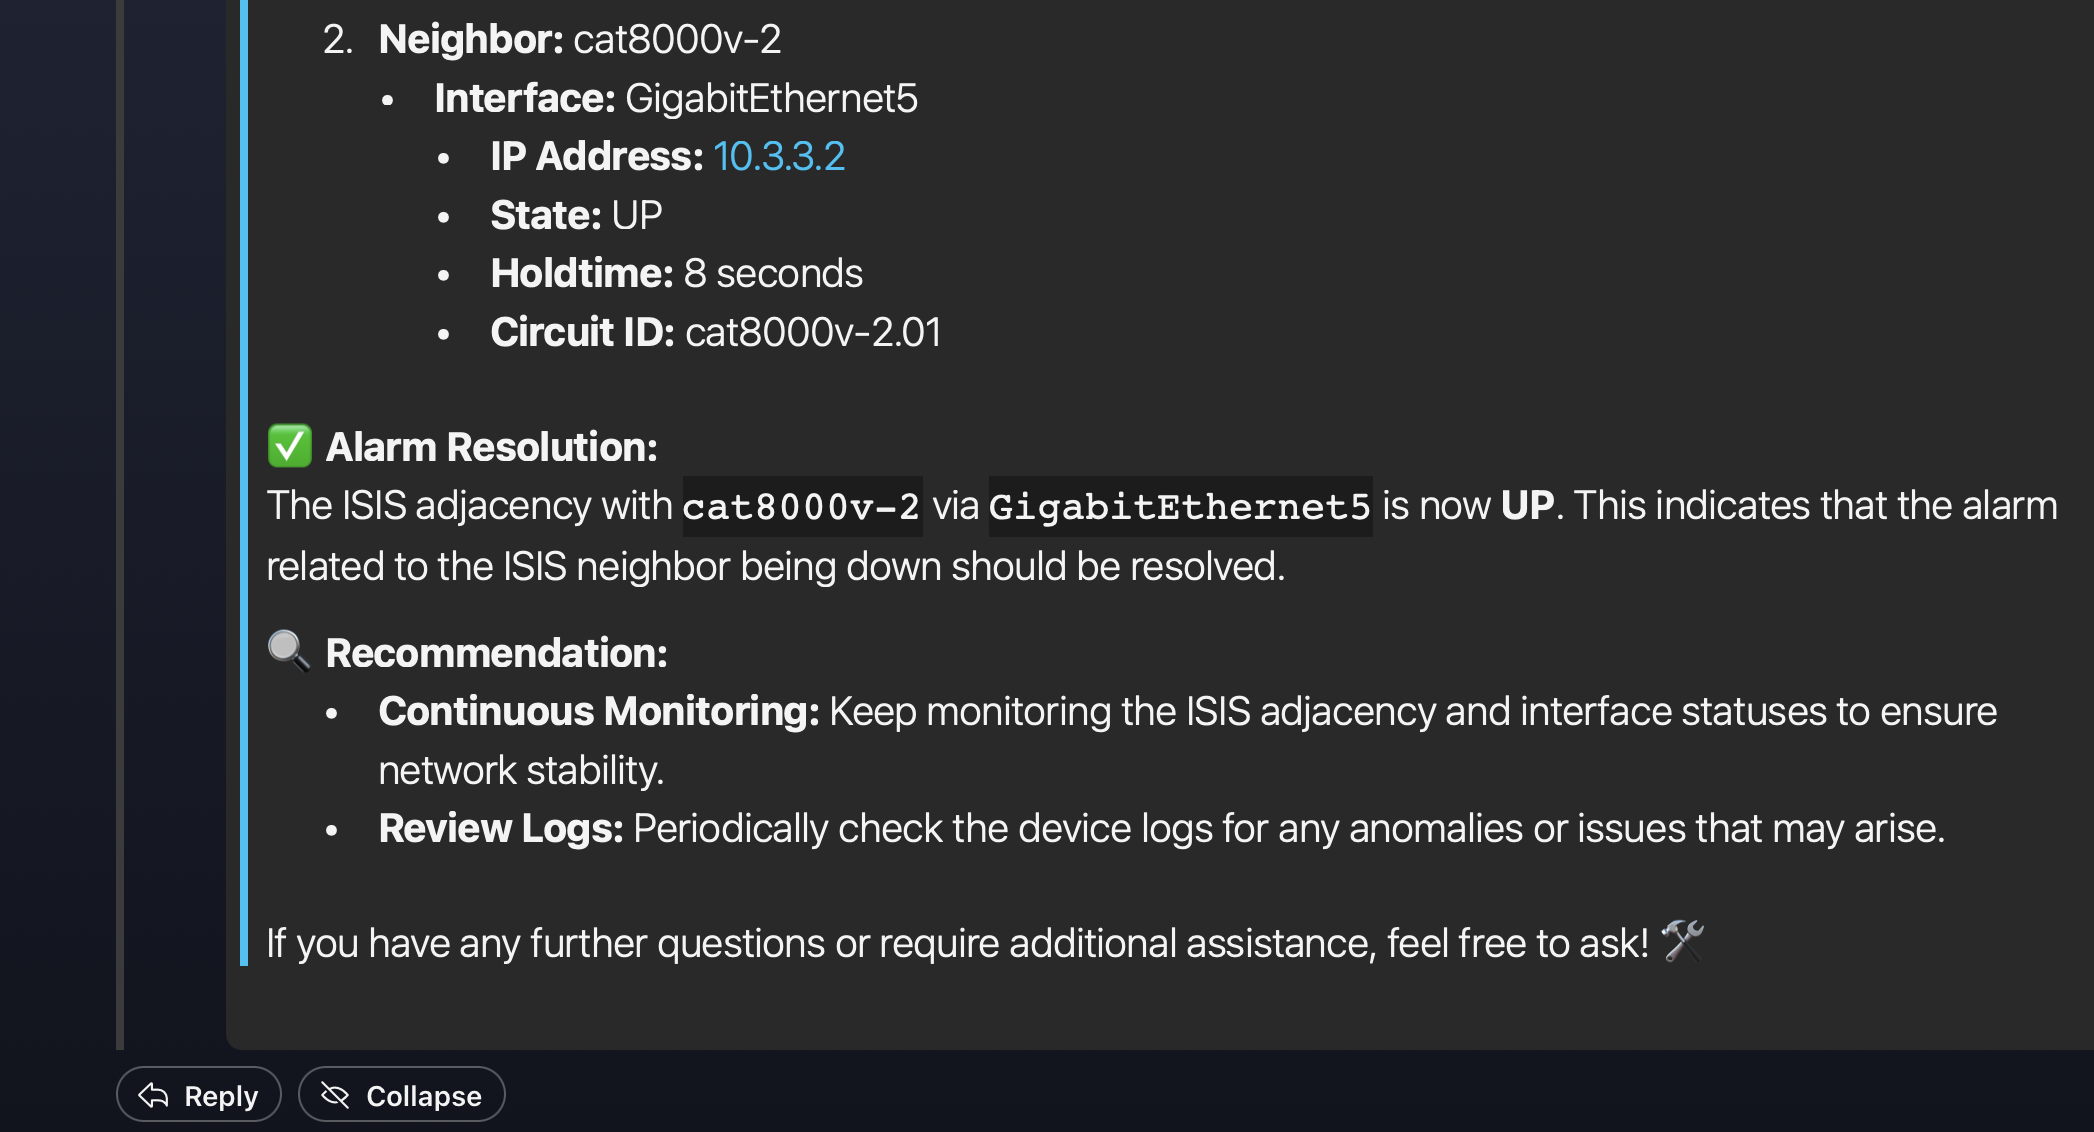 2. Neighbor: cat8000v-2
• Interface: GigabitEthernet5
• IP Address: 10.3.3.2
• State: UP
• Holdtime: 8 seconds
• Circuit ID: cat8000v-2.01
✅ Alarm Resolution:
The ISIS adjacency with cat8000v-2 via GigabitEthernet5 is now UP. This indicates that the alarm
related to the ISIS neighbor being down should be resolved.
🔍 Recommendation:
• Continuous Monitoring: Keep monitoring the ISIS adjacency and interface statuses to ensure
network stability.
• Review Logs: Periodically check the device logs for any anomalies or issues that may arise.
If you have any further questions or require additional assistance, feel free to ask! 🛠️
Reply
Collapse